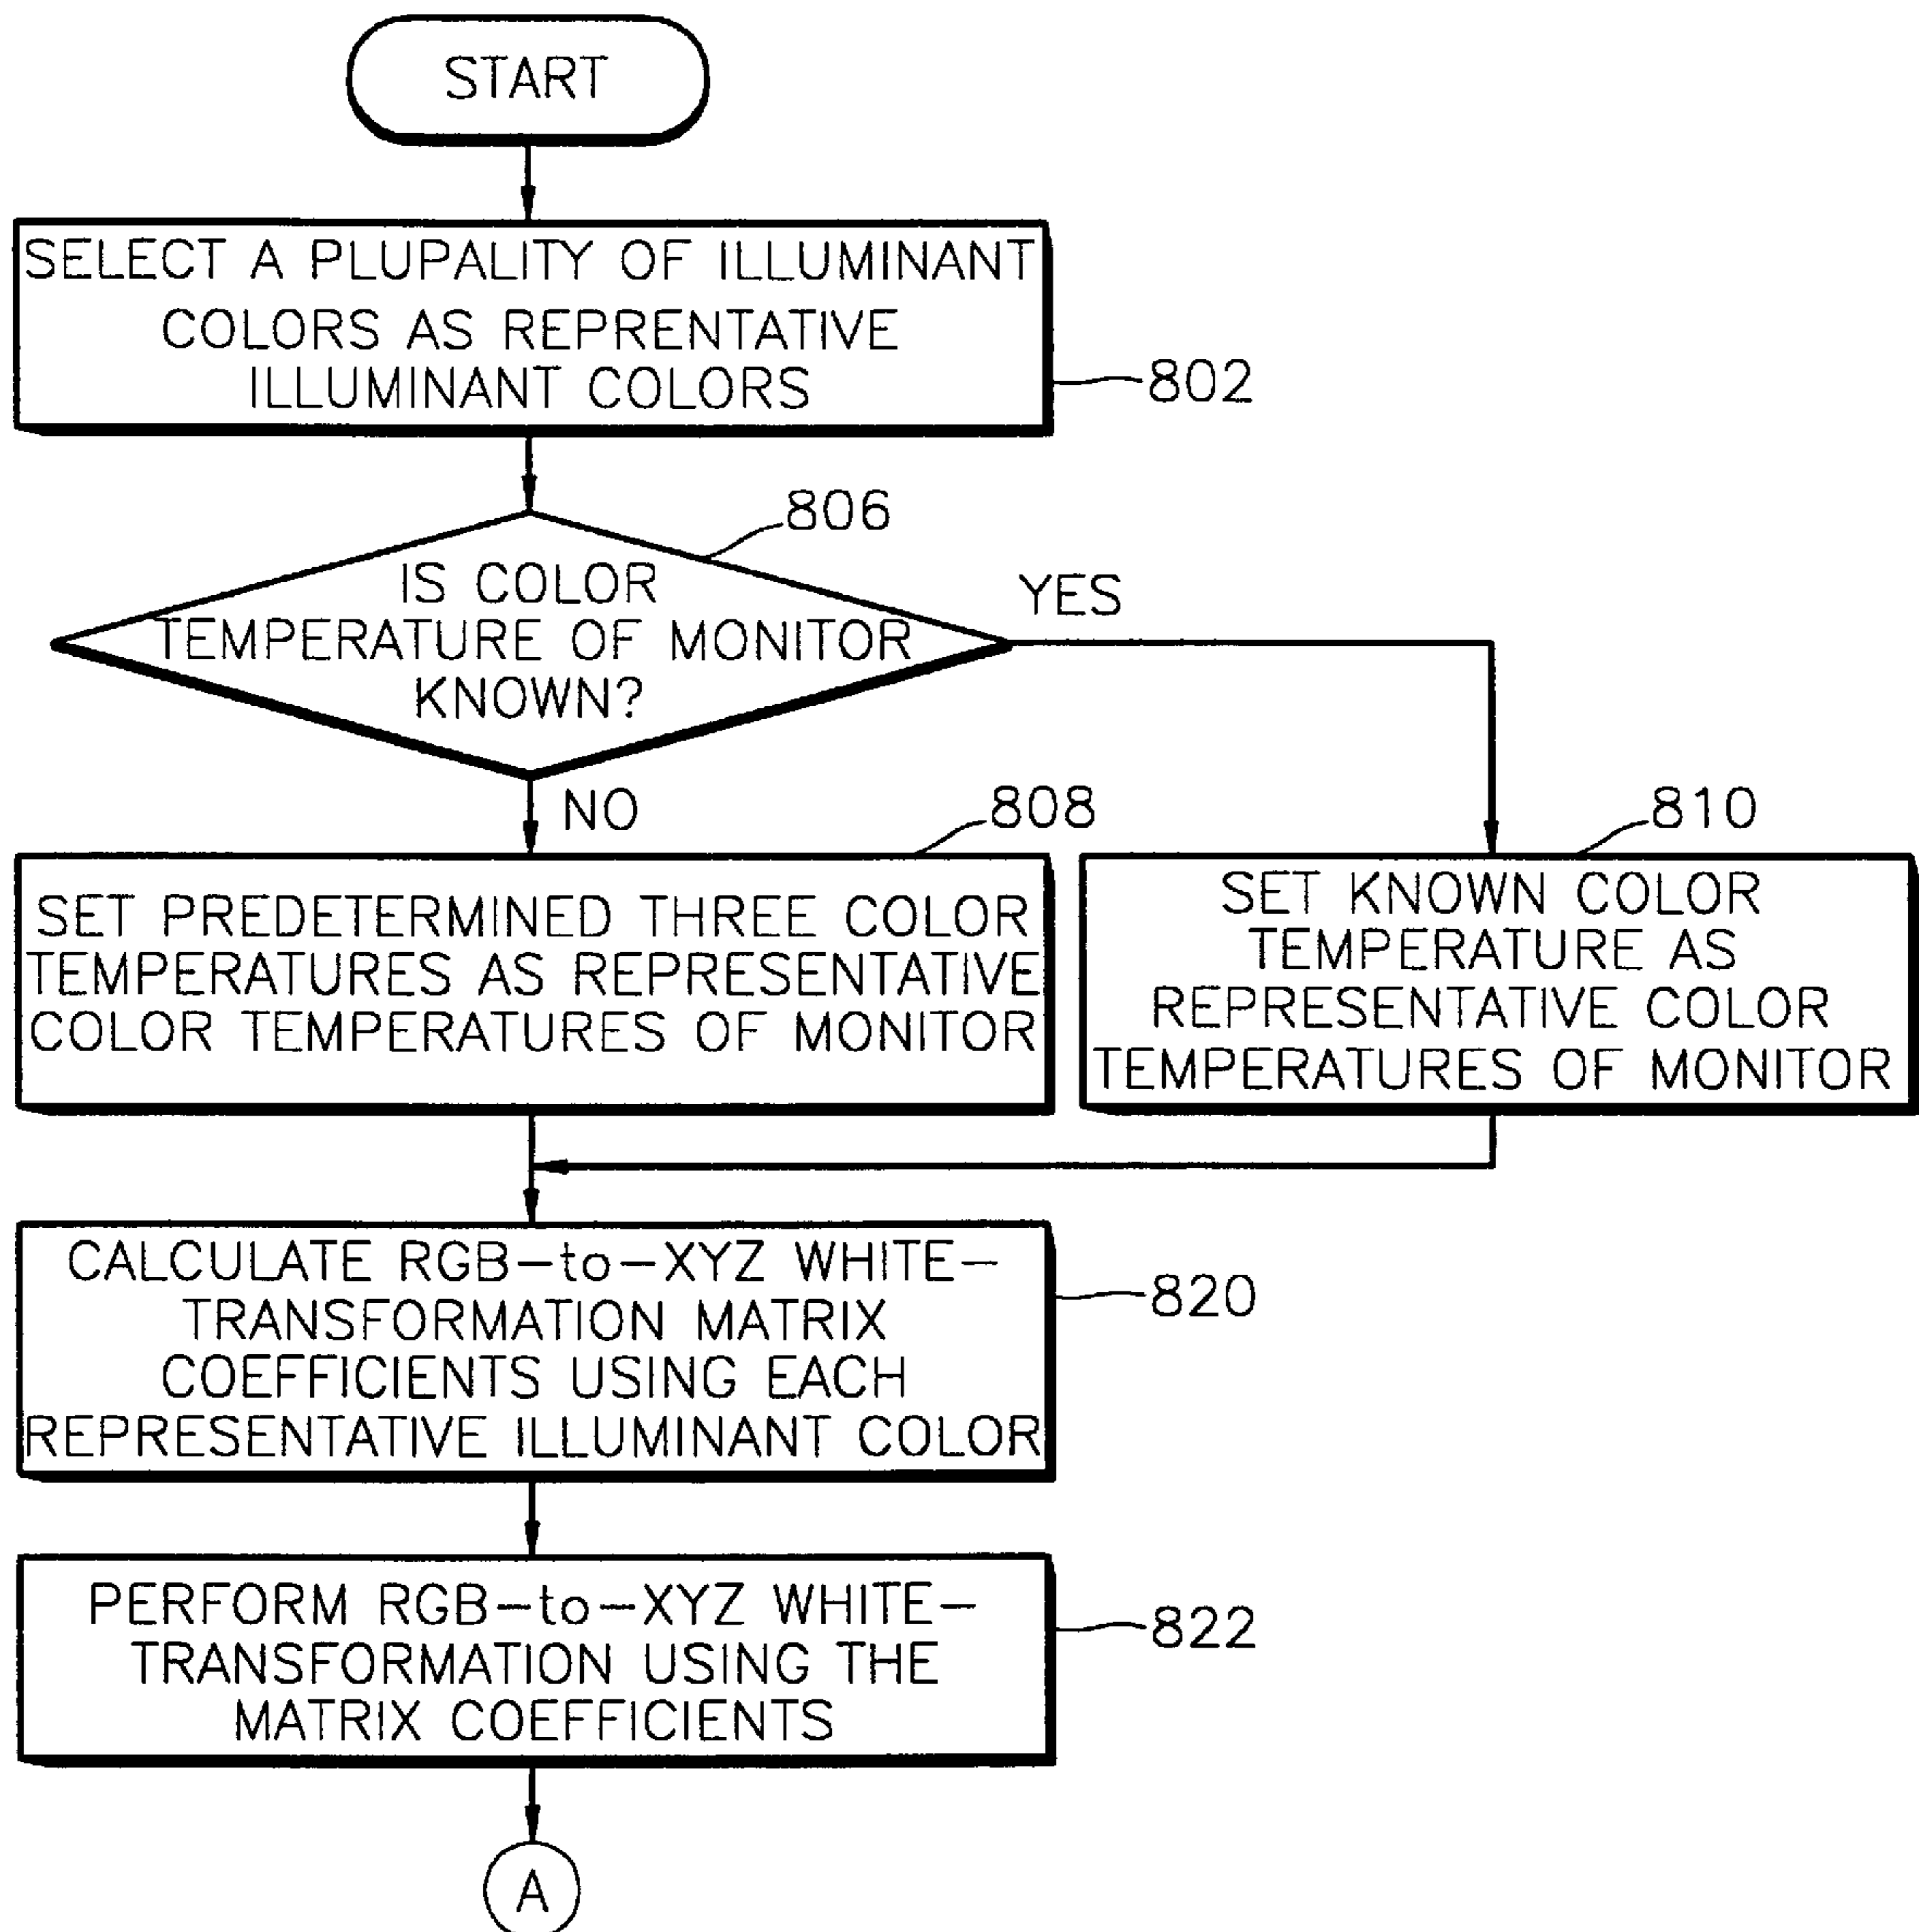 START
SELECT A PLUPALITY OF ILLUMINANT
COLORS AS REPRENTATIVE
ILLUMINANT COLORS
802
806
IS COLOR
TEMPERATURE OF MONITOR
KNOWN?
YES
NO
808
SET PREDETERMINED THREE COLOR
TEMPERATURES AS REPRESENTATIVE
COLOR TEMPERATURES OF MONITOR
810
SET KNOWN COLOR
TEMPERATURE AS
REPRESENTATIVE COLOR
TEMPERATURES OF MONITOR
CALCULATE RGB-to-XYZ WHITE-
TRANSFORMATION MATRIX
COEFFICIENTS USING EACH
REPRESENTATIVE ILLUMINANT COLOR
820
PERFORM RGB-to-XYZ WHITE-
TRANSFORMATION USING THE
MATRIX COEFFICIENTS
822
A